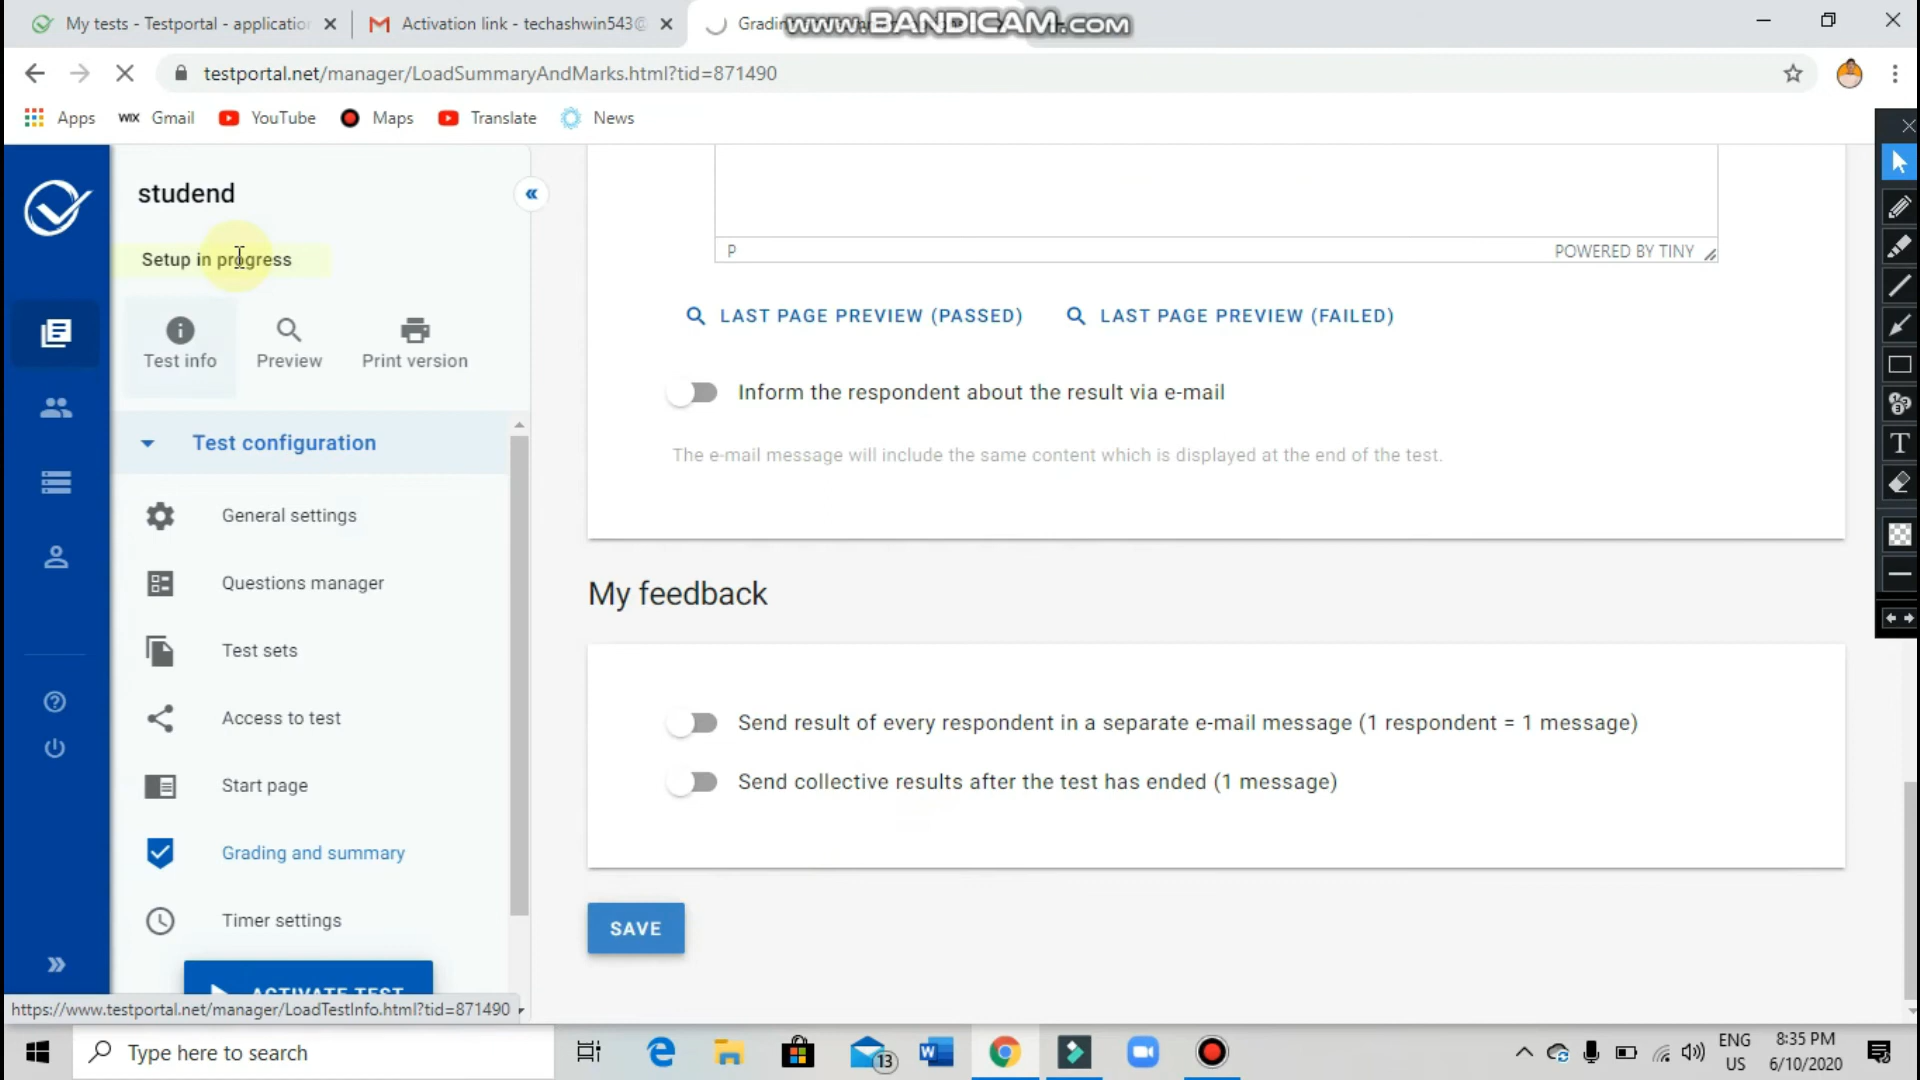 My tests - Testportal - application
Activation link - techashwin543@
Grading
www.BANDICAM.com
testportal.net/manager/LoadSummaryAndMarks.html?tid=871490
Apps
WIX Gmail
YouTube
Maps
Translate
News
studend
Setup in progress
Test info
Preview
Print version
Test configuration
General settings
Questions manager
Test sets
Access to test
Start page
Grading and summary
Timer settings
ACTIVATE TEST
P
POWERED BY TINY
LAST PAGE PREVIEW (PASSED)
LAST PAGE PREVIEW (FAILED)
Inform the respondent about the result via e-mail
The e-mail message will include the same content which is displayed at the end of the test.
My feedback
Send result of every respondent in a separate e-mail message (1 respondent = 1 message)
Send collective results after the test has ended (1 message)
SAVE
https://www.testportal.net/manager/LoadTestInfo.html?tid=871490
Type here to search
13
ENG
US
8:35 PM
6/10/2020